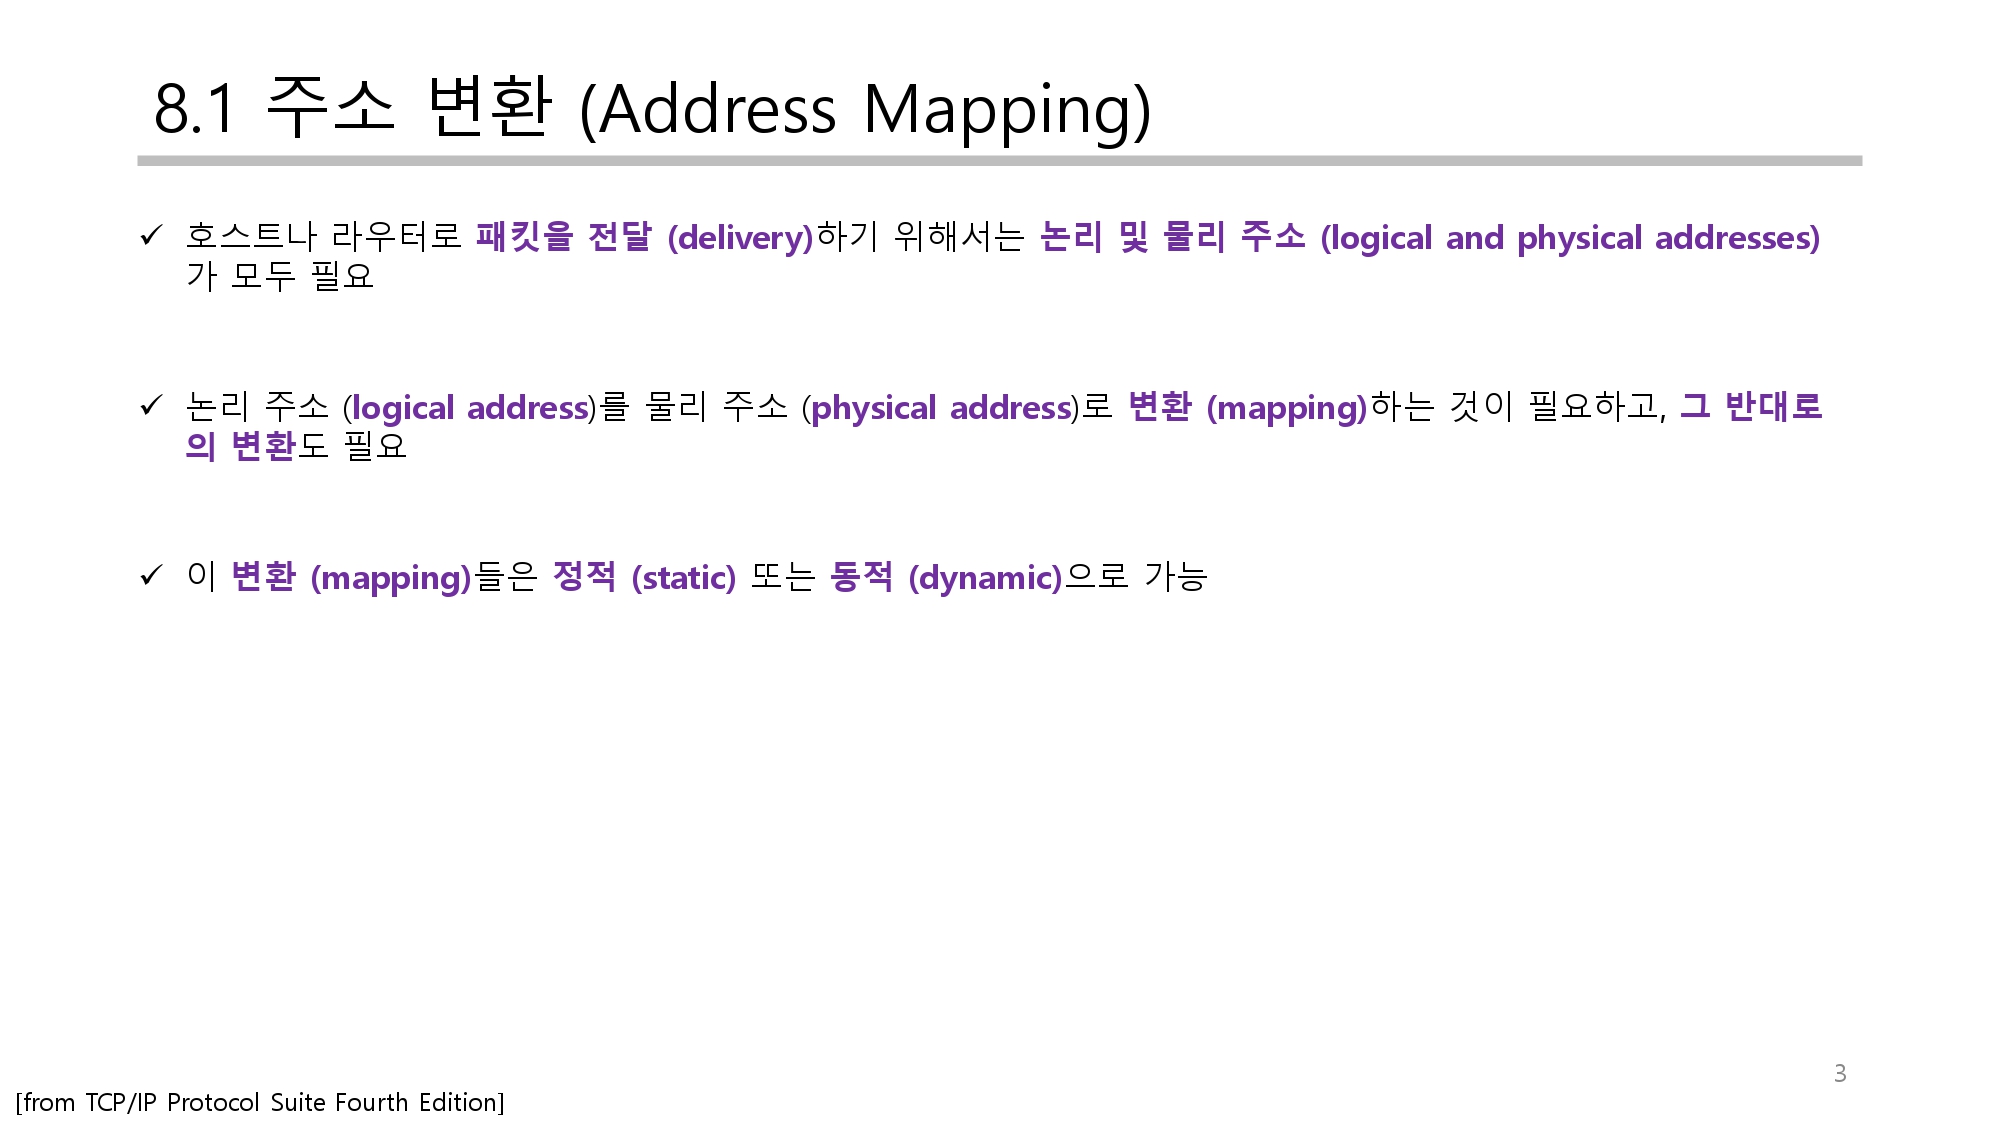 8.1 주소 변환 (Address Mapping)
✓ 호스트나 라우터로 패킷을 전달 (delivery)하기 위해서는 논리 및 물리 주소 (logical and physical addresses)
가 모두 필요
✓ 논리 주소 (logical address)를 물리 주소 (physical address)로 변환 (mapping)하는 것이 필요하고, 그 반대로
의 변환도 필요
✓ 이 변환 (mapping)들은 정적 (static) 또는 동적 (dynamic)으로 가능
3
[from TCP/IP Protocol Suite Fourth Edition]